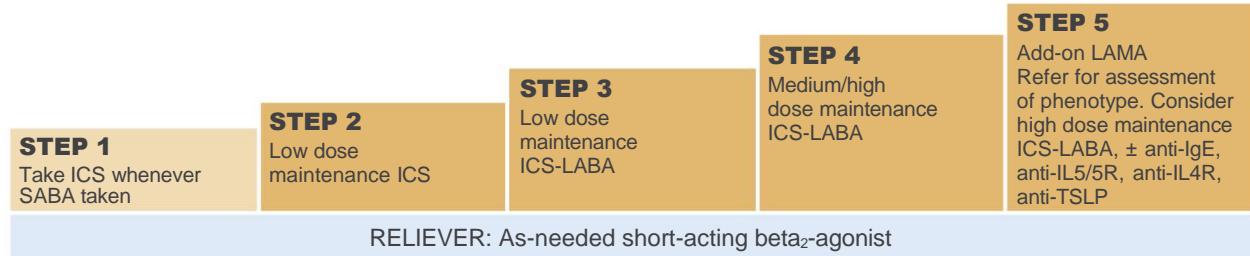 STEP 1
Take ICS whenever
SABA taken
STEP 2
Low dose
maintenance ICS
STEP 3
Low dose
maintenance
ICS-LABA
STEP 4
Medium/high
dose maintenance
ICS-LABA
STEP 5
Add-on LAMA
Refer for assessment
of phenotype. Consider
high dose maintenance
ICS-LABA, ± anti-IgE,
anti-IL5/5R, anti-IL4R,
anti-TSLP
RELIEVER: As-needed short-acting beta₂-agonist